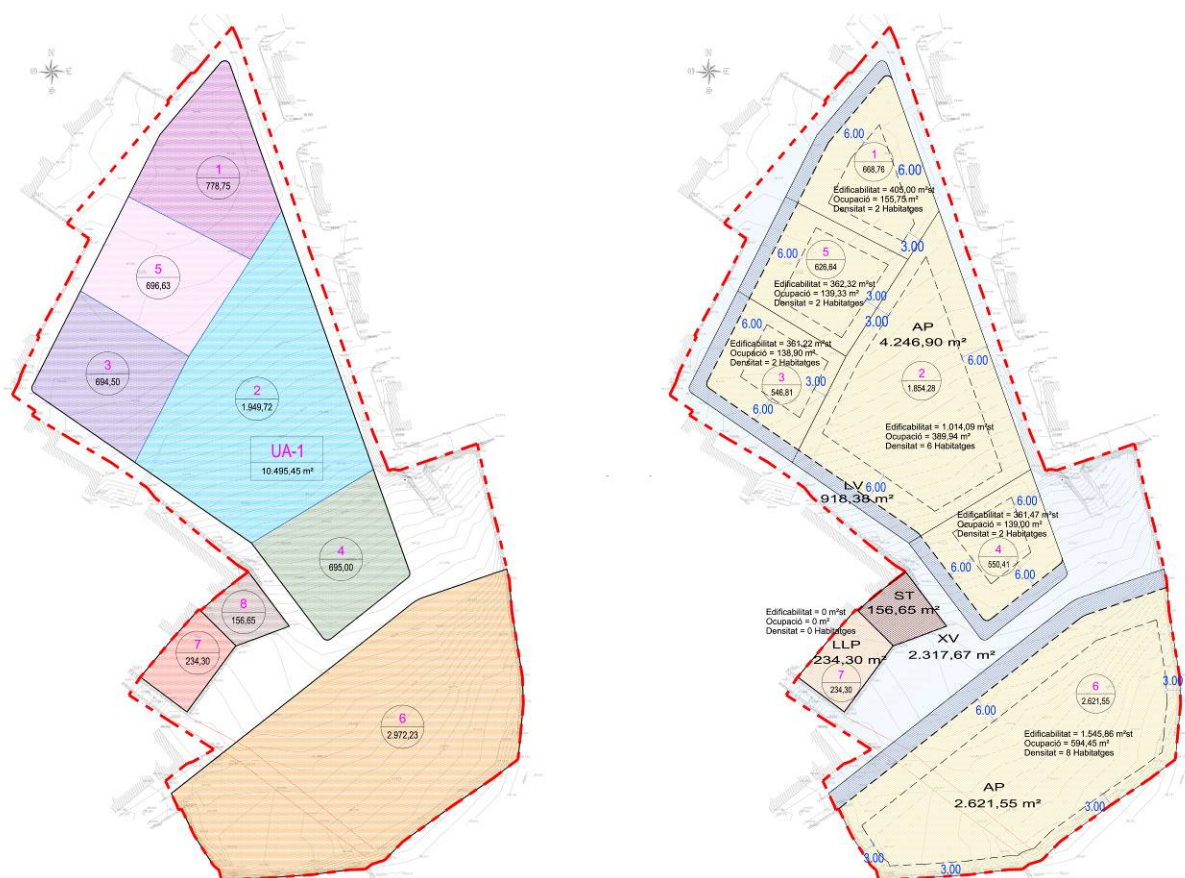 1
778,75
5
696,63
3
694,50
2
1.949,72
UA-1
10.495,45 m²
4
695,00
8
156,65
7
234,30
6
2.972,23
6.00
1
668,76
6.00
Edificabilitat = 405,00 m²st
Ocupació = 155,75 m²
Densitat = 2 Habitatges
6.00
5
626,64
3.00
Edificabilitat = 362,32 m²st
Ocupació = 139,33 m²
Densitat = 2 Habitatges
3.00
3.00
6.00
AP
4.246,90 m²
Edificabilitat = 361,22 m²st
Ocupació = 138,90 m²
Densitat = 2 Habitatges
3
546,81
3.00
6.00
6.00
2
1.854,28
Edificabilitat = 1.014,09 m²st
Ocupació = 389,94 m²
Densitat = 6 Habitatges
LV
918,38 m²
6.00
6.00
Edificabilitat = 361,47 m²st
Ocupació = 139,00 m²
Densitat = 2 Habitatges
4
550,41
6.00
6.00
ST
156,65 m²
Edificabilitat = 0 m²st
Ocupació = 0 m²
Densitat = 0 Habitatges
LLP
234,30 m²
7
234,30
XV
2.317,67 m²
6.00
6
2.621,55
3.00
Edificabilitat = 1.545,86 m²st
Ocupació = 594,45 m²
Densitat = 8 Habitatges
AP
2.621,55 m²
3.00
3.00
3.00